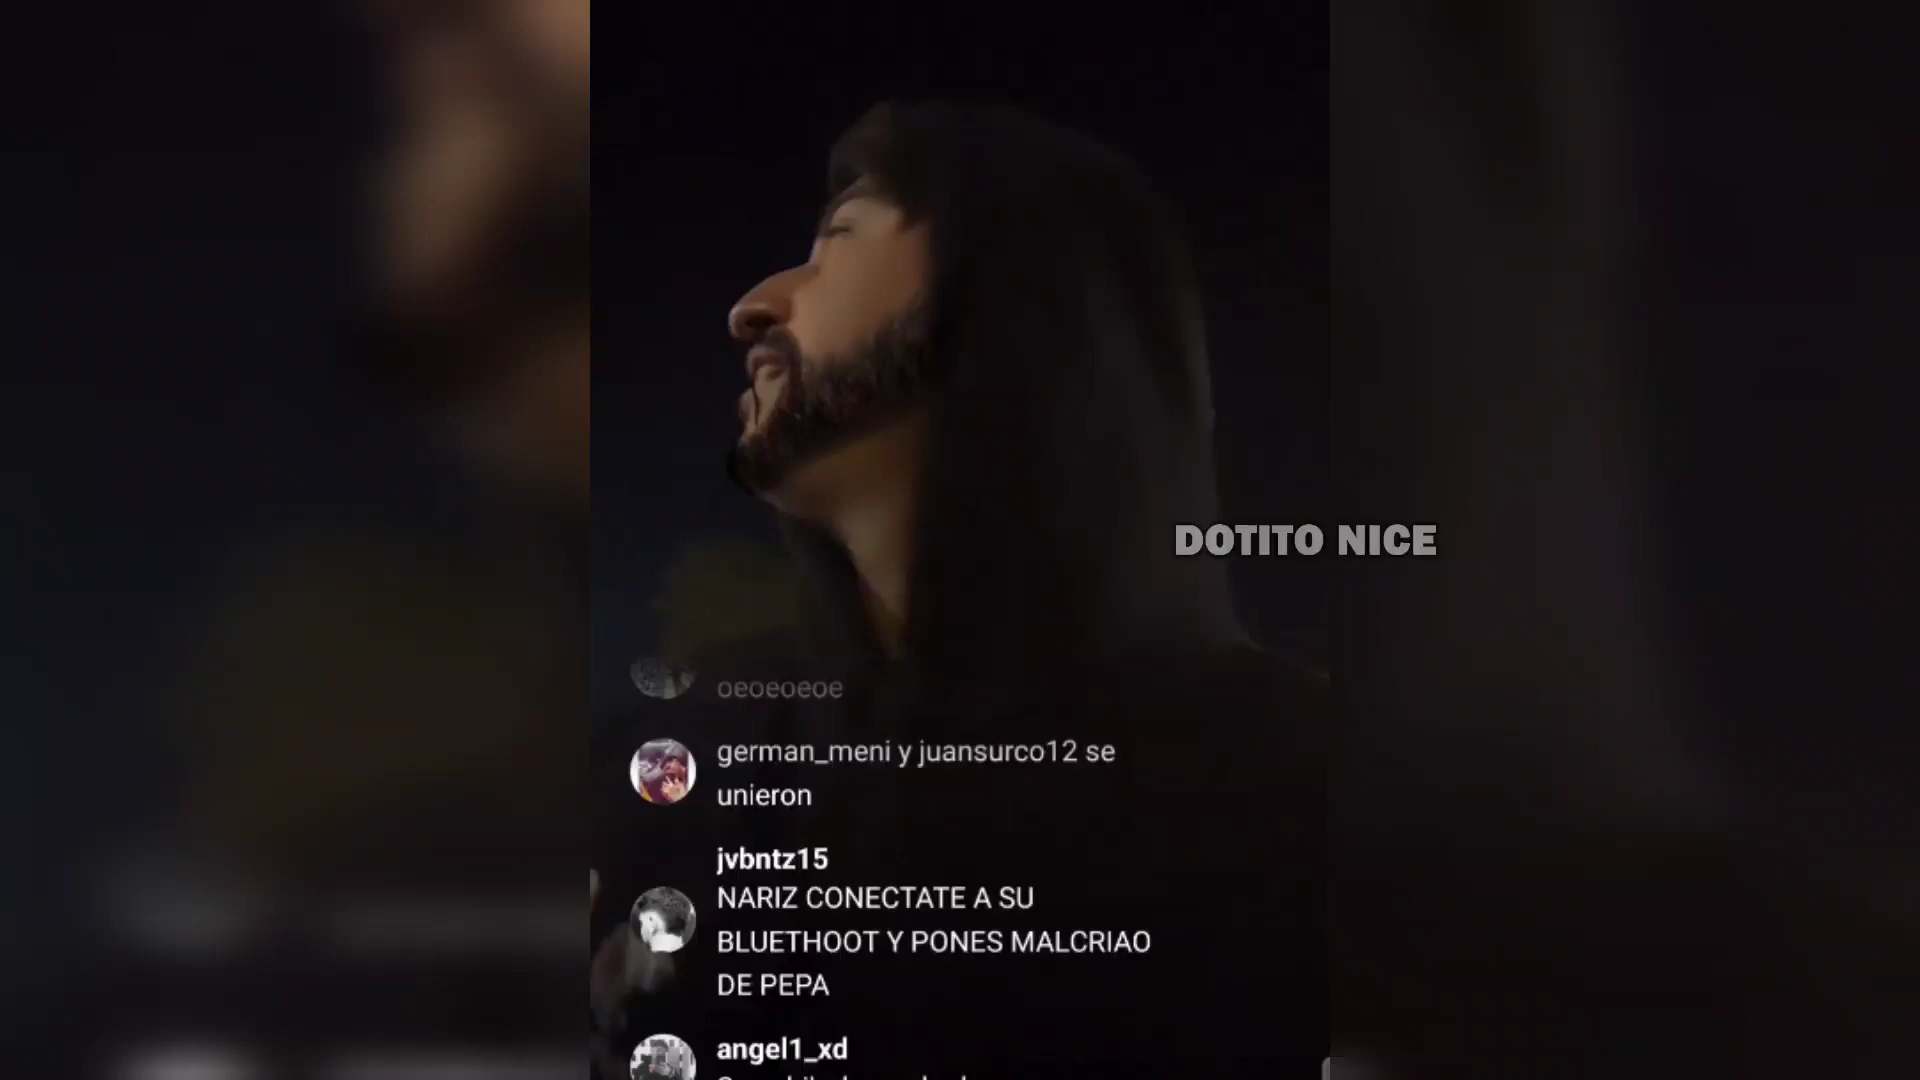 DOTITO NICE
oeoeoeoe
german_meni y juansurco12 se
unieron
jvbntz15
NARIZ CONECTATE A SU
BLUETHOOT Y PONES MALCRIAO
DE PEPA
angel1_xd